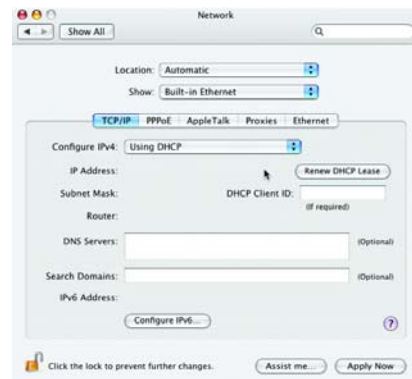 Network
Show All
Location: Automatic
Show: Built-in Ethernet
TCP/IP PPPoE AppleTalk Proxies Ethernet
Configure IPv4: Using DHCP
IP Address: Renew DHCP Lease
Subnet Mask: DHCP Client ID:
(If required)
Router:
DNS Servers: (Optional)
Search Domains: (Optional)
IPv6 Address:
Configure IPv6...
?
Click the lock to prevent further changes. Assist me... Apply Now